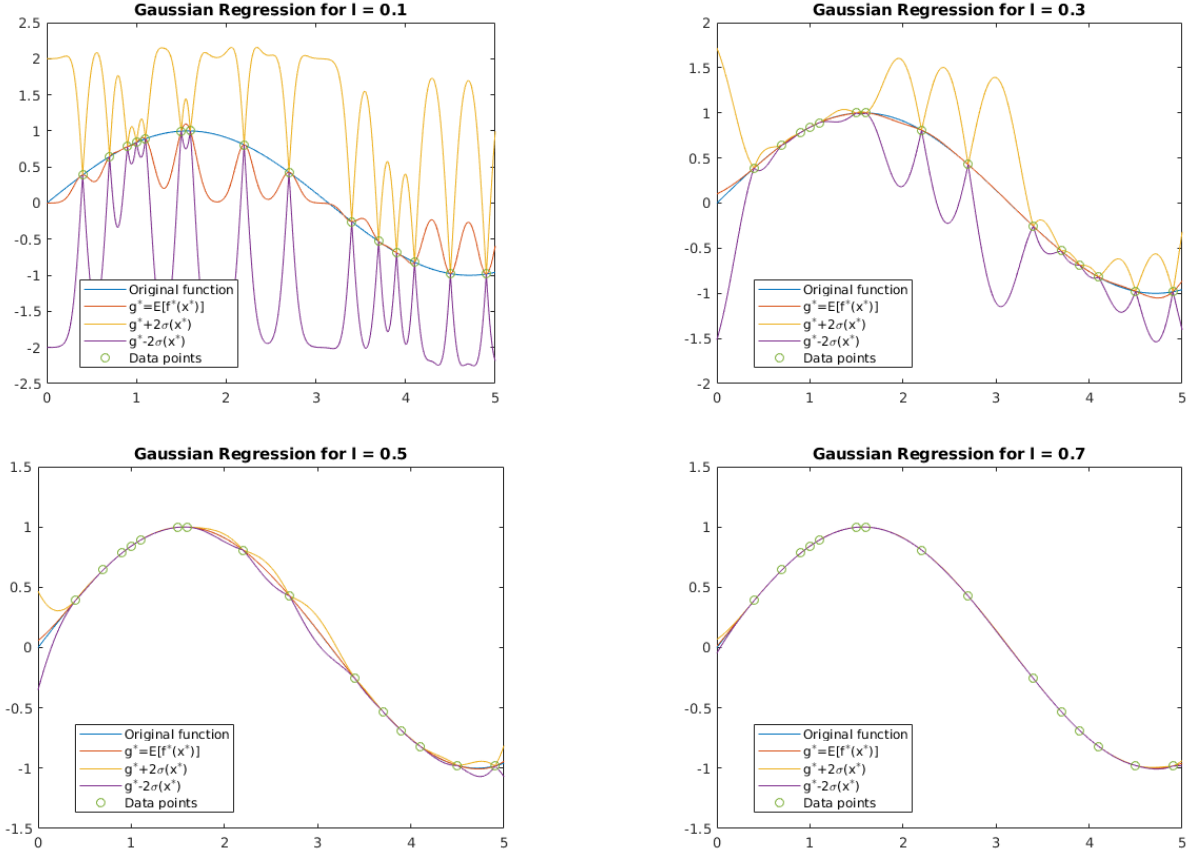 Gaussian Regression for l = 0.1
2.5
2
1.5
1
0.5
0
-0.5
-1
-1.5
-2
-2.5
0 1 2 3 4 5
Original function
g*=E[f*(x*)]
g*+2σ(x*)
g*-2σ(x*)
Data points
Gaussian Regression for l = 0.3
2
1.5
1
0.5
0
-0.5
-1
-1.5
-2
0 1 2 3 4 5
Original function
g*=E[f*(x*)]
g*+2σ(x*)
g*-2σ(x*)
Data points
Gaussian Regression for l = 0.5
1.5
1
0.5
0
-0.5
-1
-1.5
0 1 2 3 4 5
Original function
g*=E[f*(x*)]
g*+2σ(x*)
g*-2σ(x*)
Data points
Gaussian Regression for l = 0.7
1.5
1
0.5
0
-0.5
-1
-1.5
0 1 2 3 4 5
Original function
g*=E[f*(x*)]
g*+2σ(x*)
g*-2σ(x*)
Data points